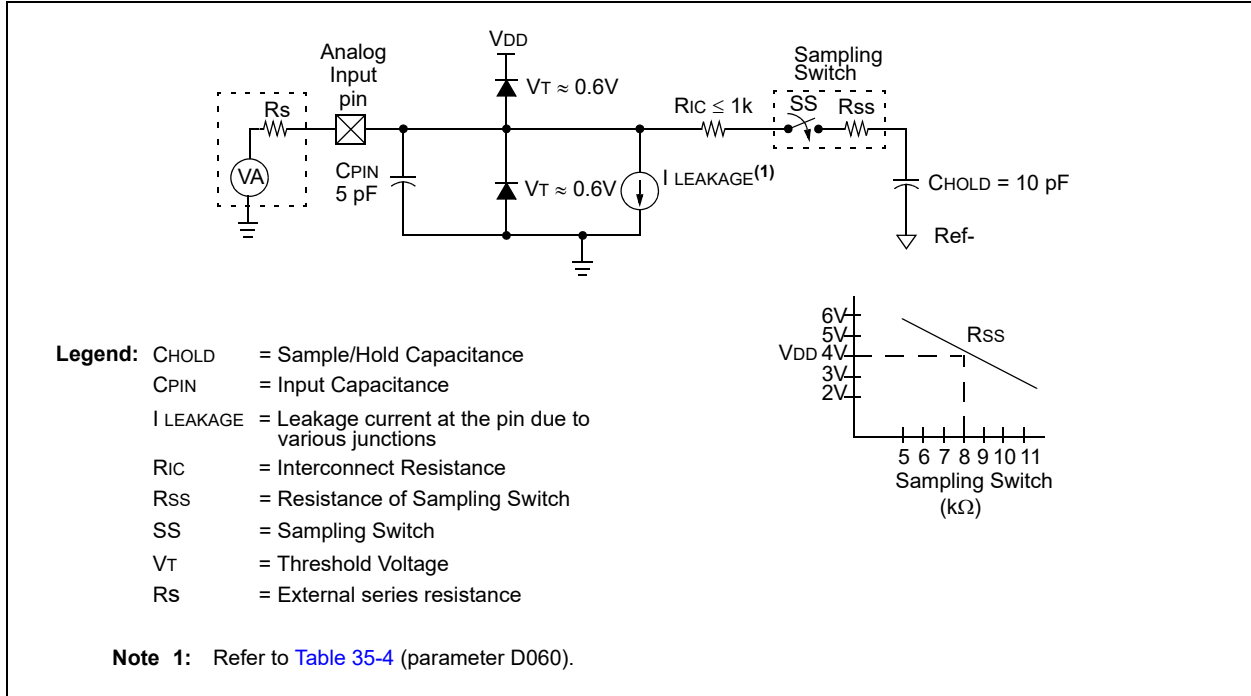 VDD
Analog
Input
pin
Sampling
Switch
VT ≈ 0.6V
RIC ≤ 1k
SS
Rss
Rs
VA
CPIN
5 pF
VT ≈ 0.6V
I LEAKAGE(1)
CHOLD = 10 pF
Ref-
6V
5V
VDD 4V
3V
2V
RSS
5 6 7 8 9 10 11
Sampling Switch
(kΩ)
Legend: CHOLD = Sample/Hold Capacitance
CPIN = Input Capacitance
I LEAKAGE = Leakage current at the pin due to
various junctions
RIC = Interconnect Resistance
RSS = Resistance of Sampling Switch
SS = Sampling Switch
VT = Threshold Voltage
Rs = External series resistance
Note 1: Refer to Table 35-4 (parameter D060).